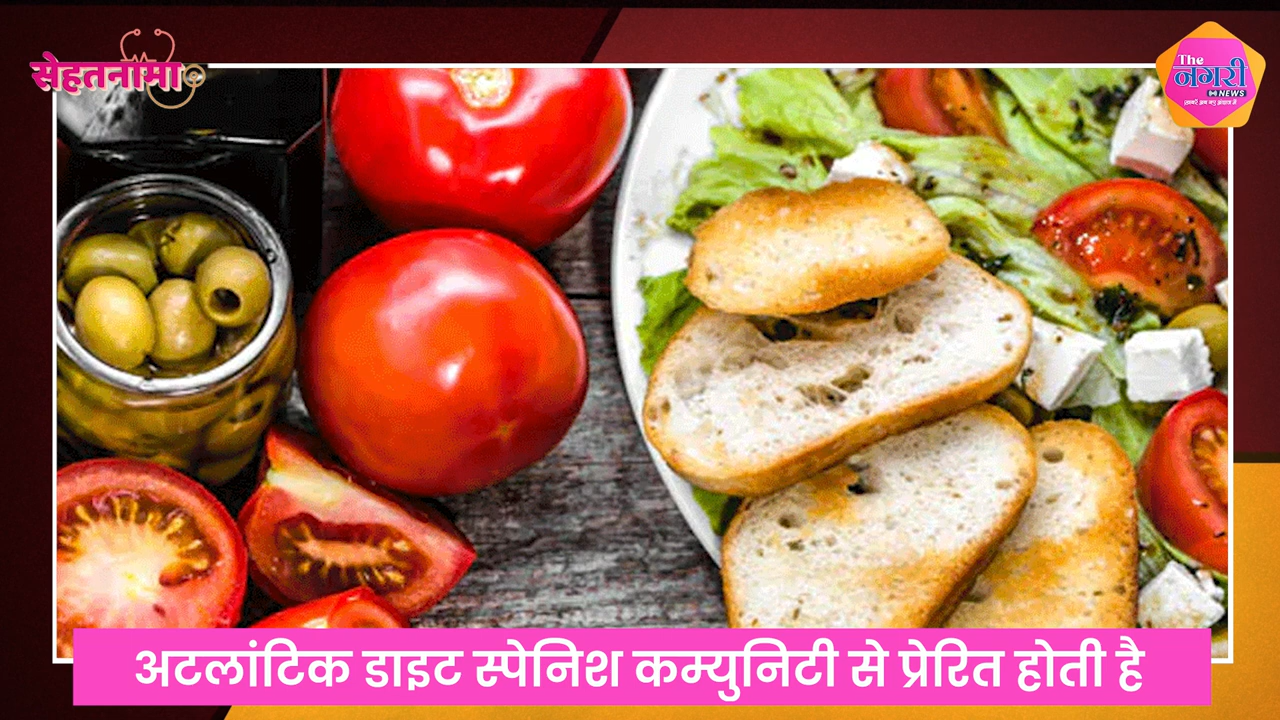 सेहतनामा
The
नगरी
NEWS
अटलांटिक डाइट स्पेनिश कम्युनिटी से प्रेरित होती है